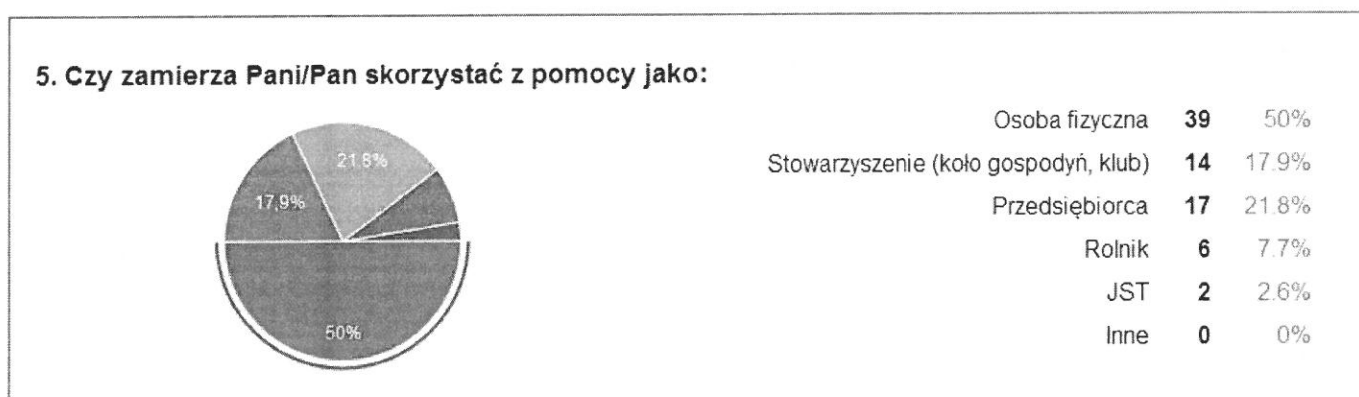 5. Czy zamierza Pani/Pan skorzystać z pomocy jako:
21.8%
17,9%
50%
Osoba fizyczna 39 50%
Stowarzyszenie (koło gospodyń, klub) 14 17.9%
Przedsiębiorca 17 21.8%
Rolnik 6 7.7%
JST 2 2.6%
Inne 0 0%